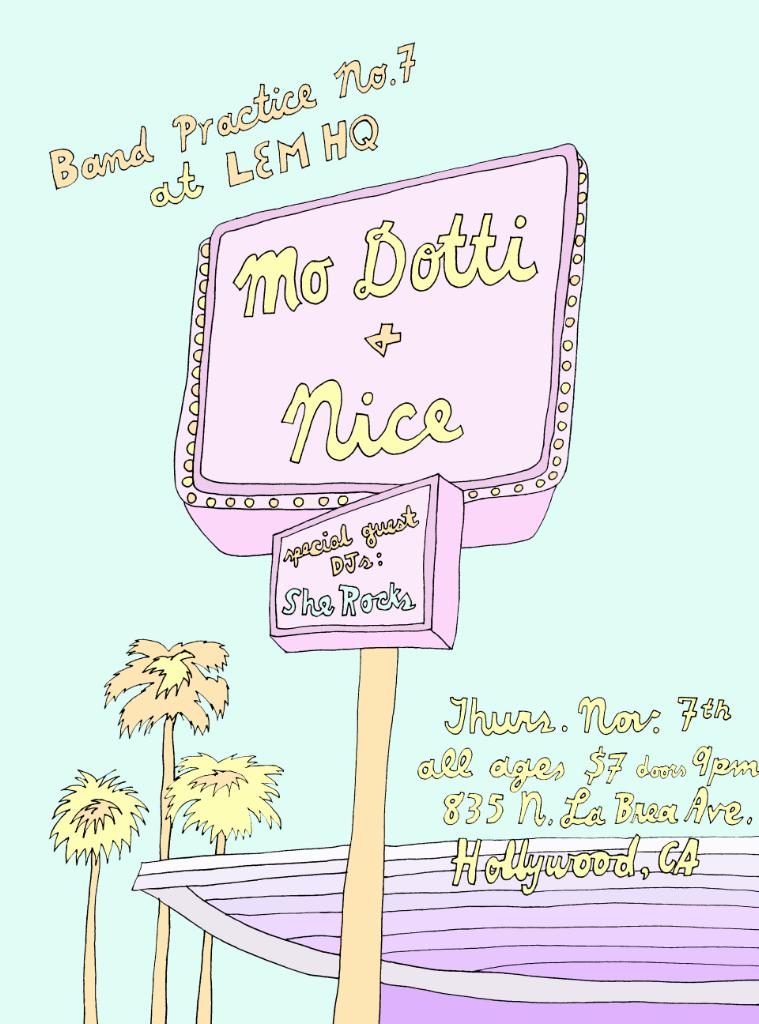 Band Practice No.7
at LEM HQ
Mo Dotti
&
Nice
special guest
DJs:
She Rocks
Thurs. Nov. 7th
all ages $7 doors 9pm
835 N. La Brea Ave.
Hollywood, CA